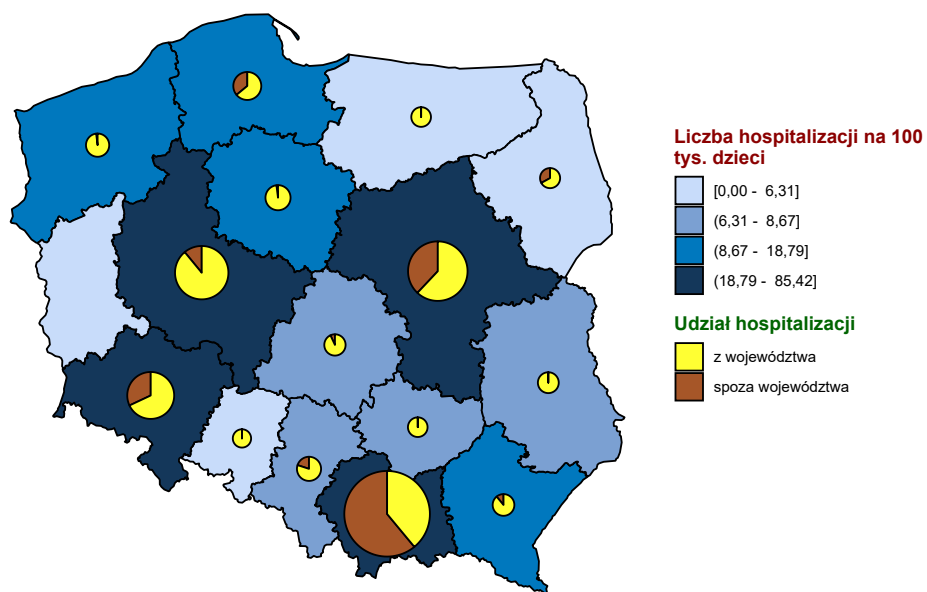 Liczba hospitalizacji na 100
tys. dzieci
[0,00 - 6,31]
(6,31 - 8,67]
(8,67 - 18,79]
(18,79 - 85,42]
Udział hospitalizacji
z województwa
spoza województwa